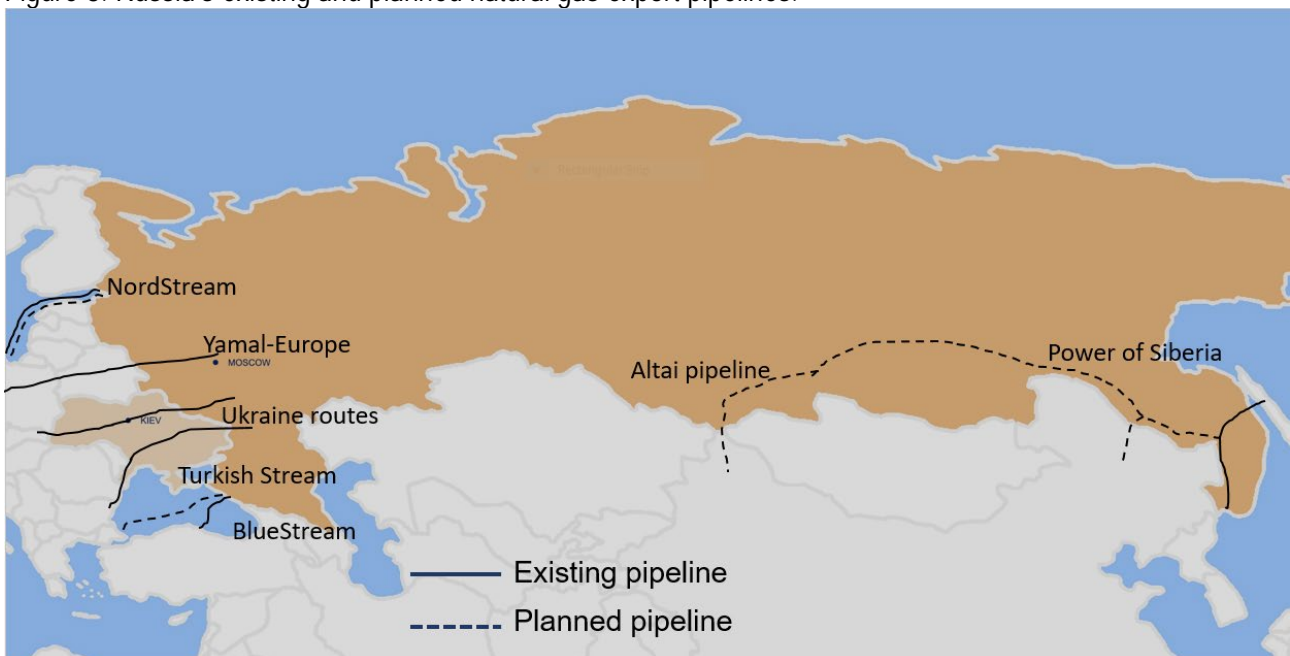 Figure 3. Russia's existing and planned natural gas export pipelines.
NordStream
Yamal-Europe
MOSCOW
Altai pipeline
Power of Siberia
KIEV
Ukraine routes
Turkish Stream
BlueStream
Existing pipeline
Planned pipeline